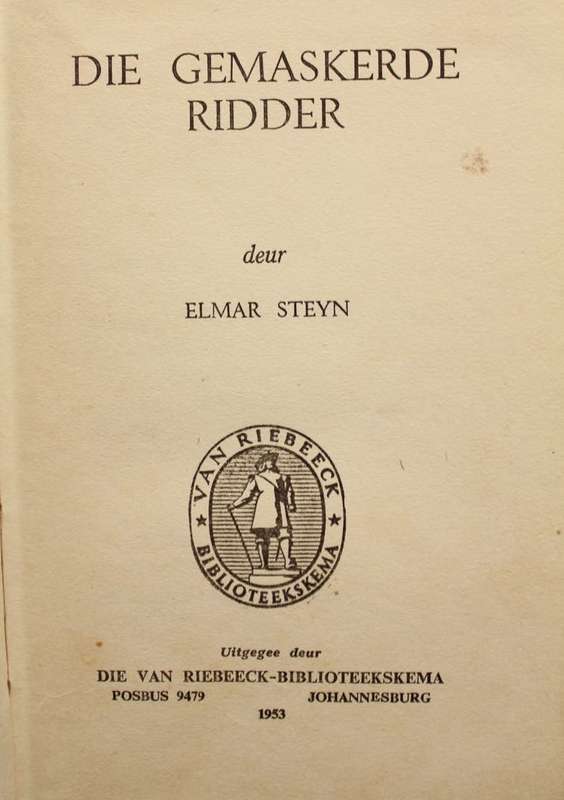 DIE GEMASKERDE
RIDDER
deur
ELMAR STEYN
VAN RIEBEECK
BIBLIOTEEKSKEMA
Uitgegee deur
DIE VAN RIEBEECK-BIBLIOTEEKSKEMA
POSBUS 9479 JOHANNESBURG
1953